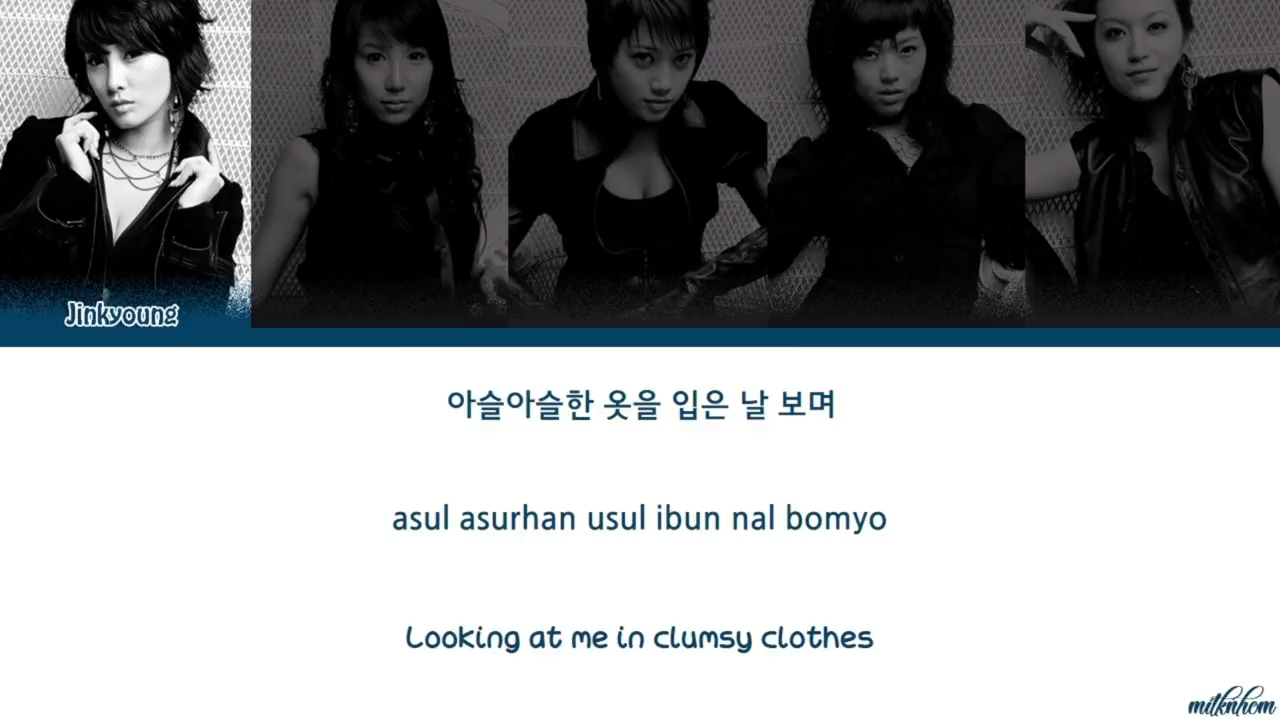 Jinkyoung
아슬아슬한 옷을 입은 날 보며
asul asurhan usul ibun nal bomyo
Looking at me in clumsy clothes
milknhom